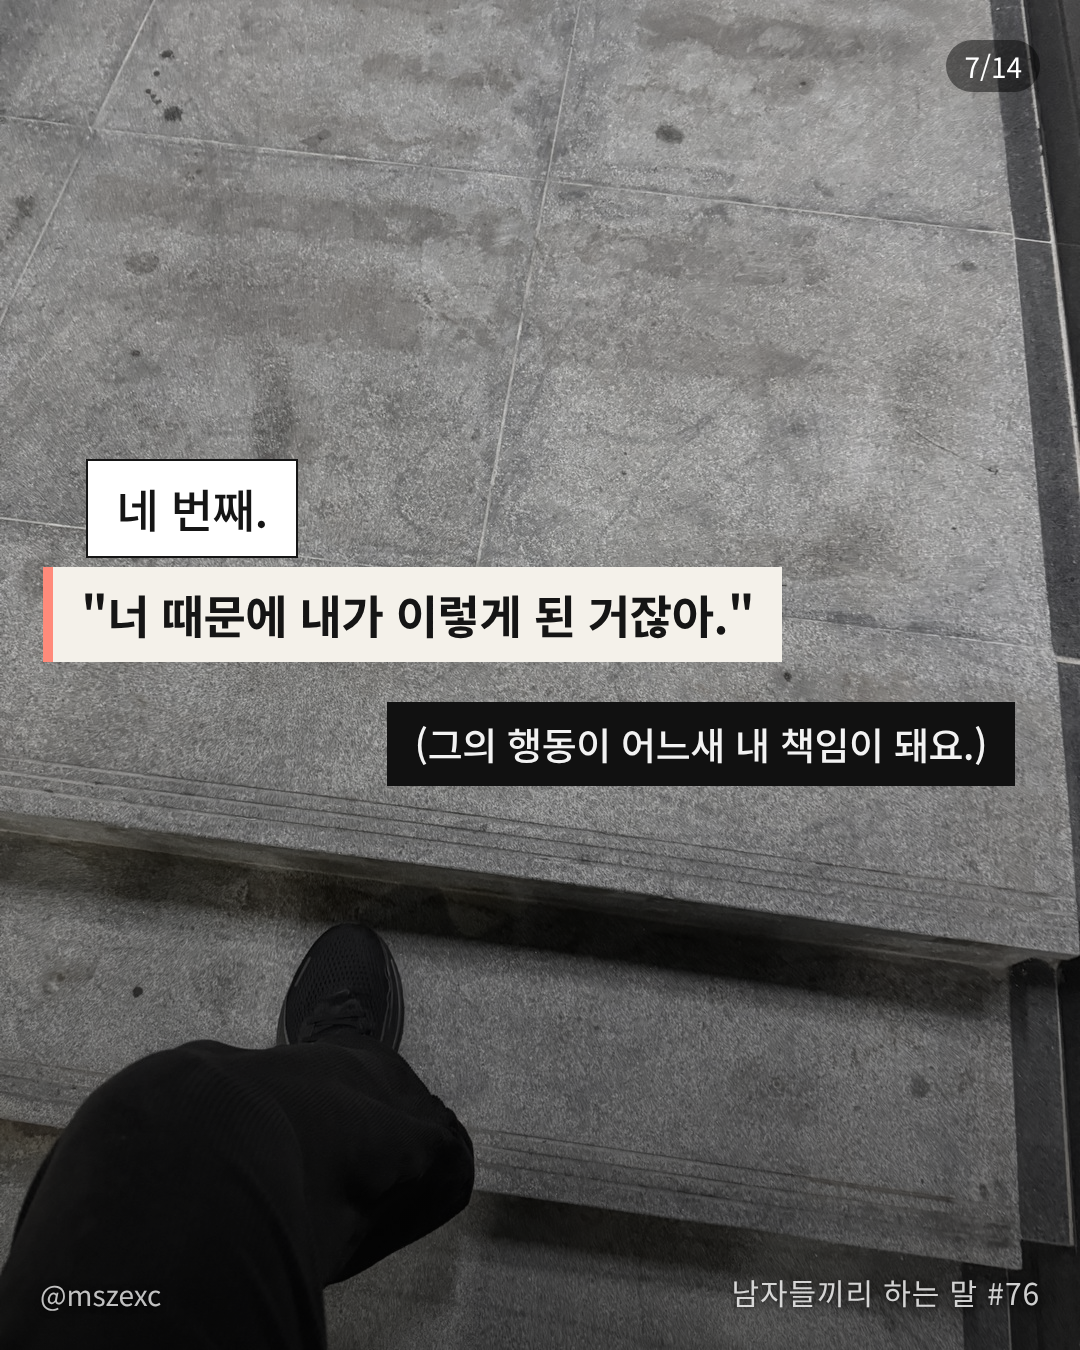 7/14
네 번째.
"너 때문에 내가 이렇게 된 거잖아."
(그의 행동이 어느새 내 책임이 돼요.)
@mszexc
남자들끼리 하는 말 #76